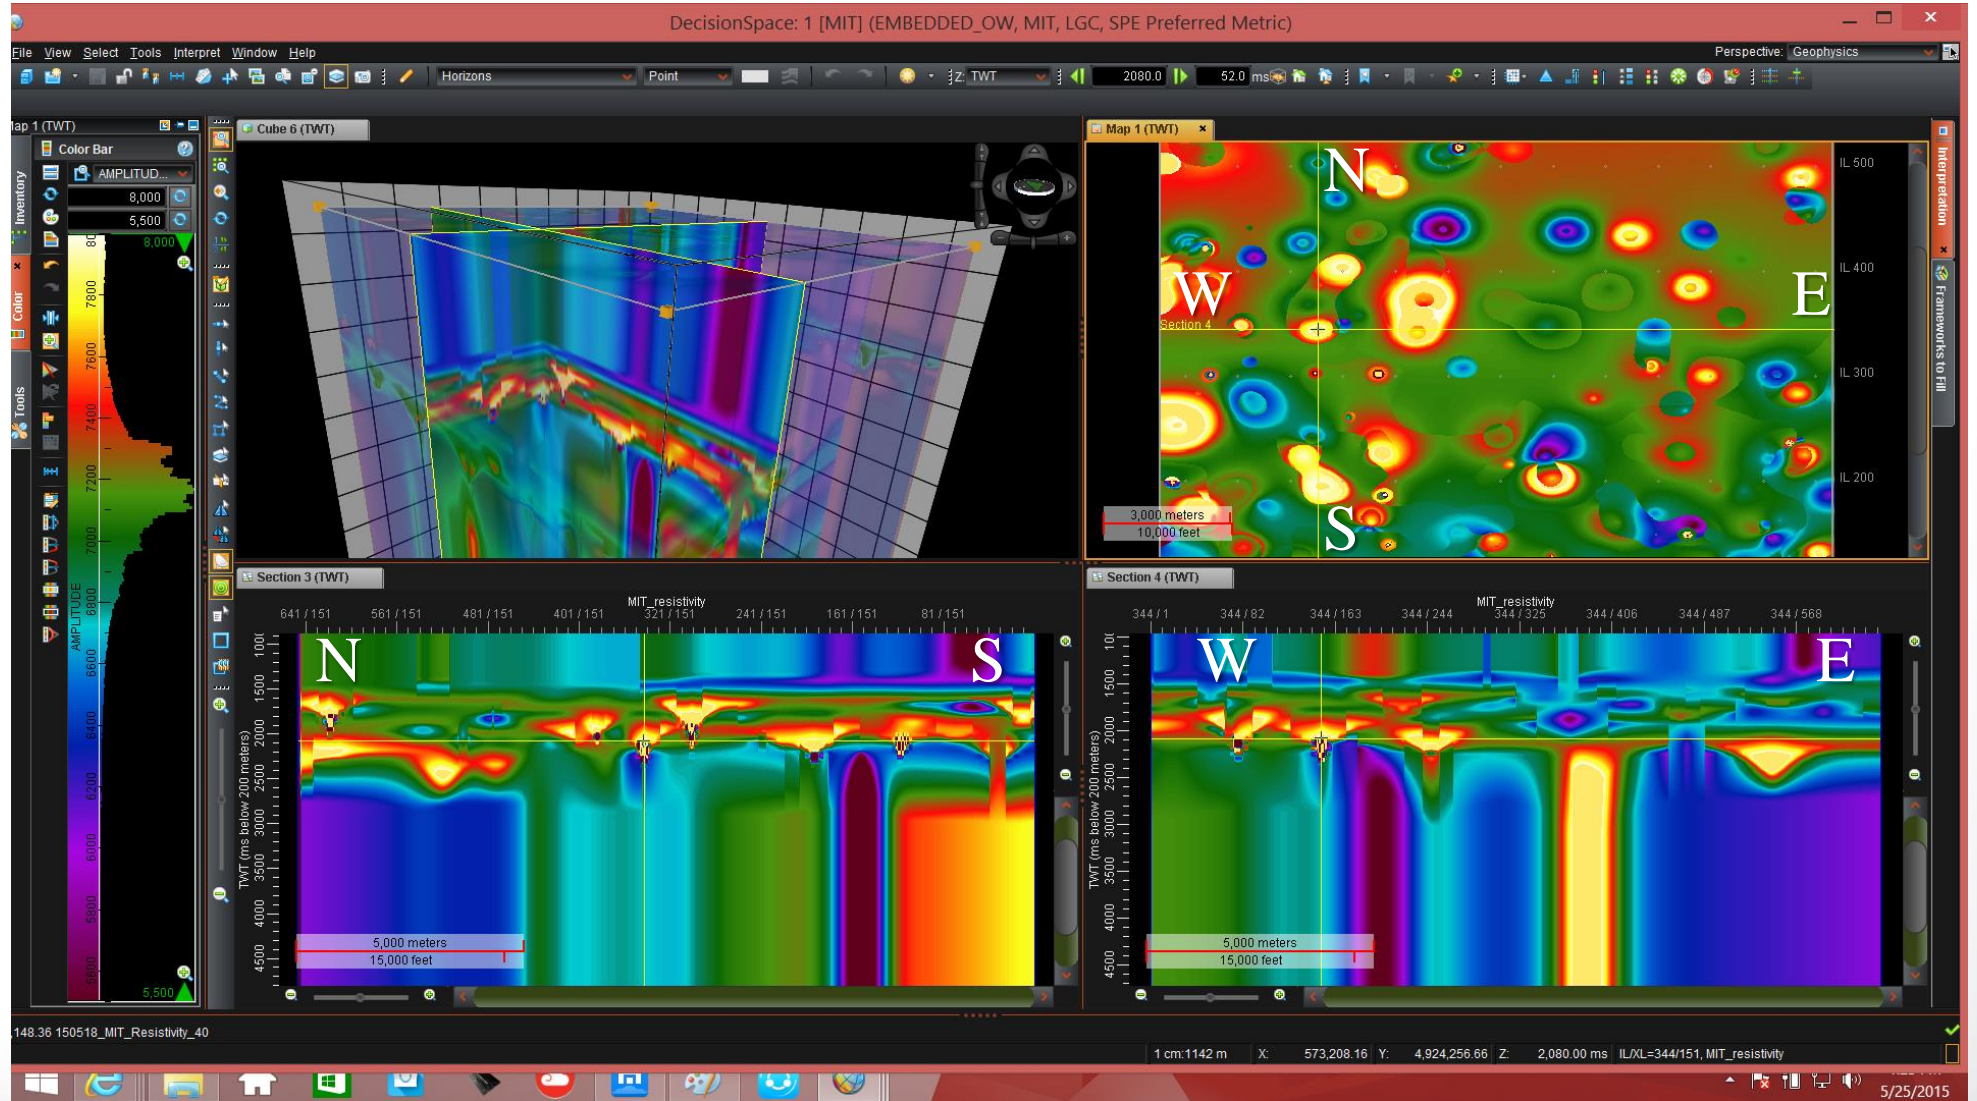 DecisionSpace: 1 [MIT] (EMBEDDED_OW, MIT, LGC, SPE Preferred Metric)
File View Select Tools Interpret Window Help
Perspective: Geophysics
Horizons Point Z: TWT 2080.0 52.0 ms
Map 1 (TWT)
Color Bar
AMPLITUD...
8,000
5,500
8,000
7800
7600
7400
7200
7000
6800
6600
6400
6200
6000
5800
5600
AMPLITUDE
5,500
Inventory
Color
Tools
Cube 6 (TWT)
Map 1 (TWT)
N
W
E
S
Section 4
IL 500
IL 400
IL 300
IL 200
3,000 meters
10,000 feet
Interpretation
Frameworks to Fill
Section 3 (TWT)
MIT_resistivity
641/151 561/151 481/151 401/151 321/151 241/151 161/151 81/151
N S
1500
2000
2500
3000
3500
4000
4500
TWT (ms below 200 meters)
5,000 meters
15,000 feet
Section 4 (TWT)
MIT_resistivity
344/1 344/82 344/163 344/244 344/325 344/406 344/487 344/568
W E
1500
2000
2500
3000
3500
4000
4500
TWT (ms below 200 meters)
5,000 meters
15,000 feet
,148.36 150518_MIT_Resistivity_40
1 cm:1142 m X: 573,208.16 Y: 4,924,256.66 Z: 2,080.00 ms IL/XL=344/151, MIT_resistivity
5/25/2015